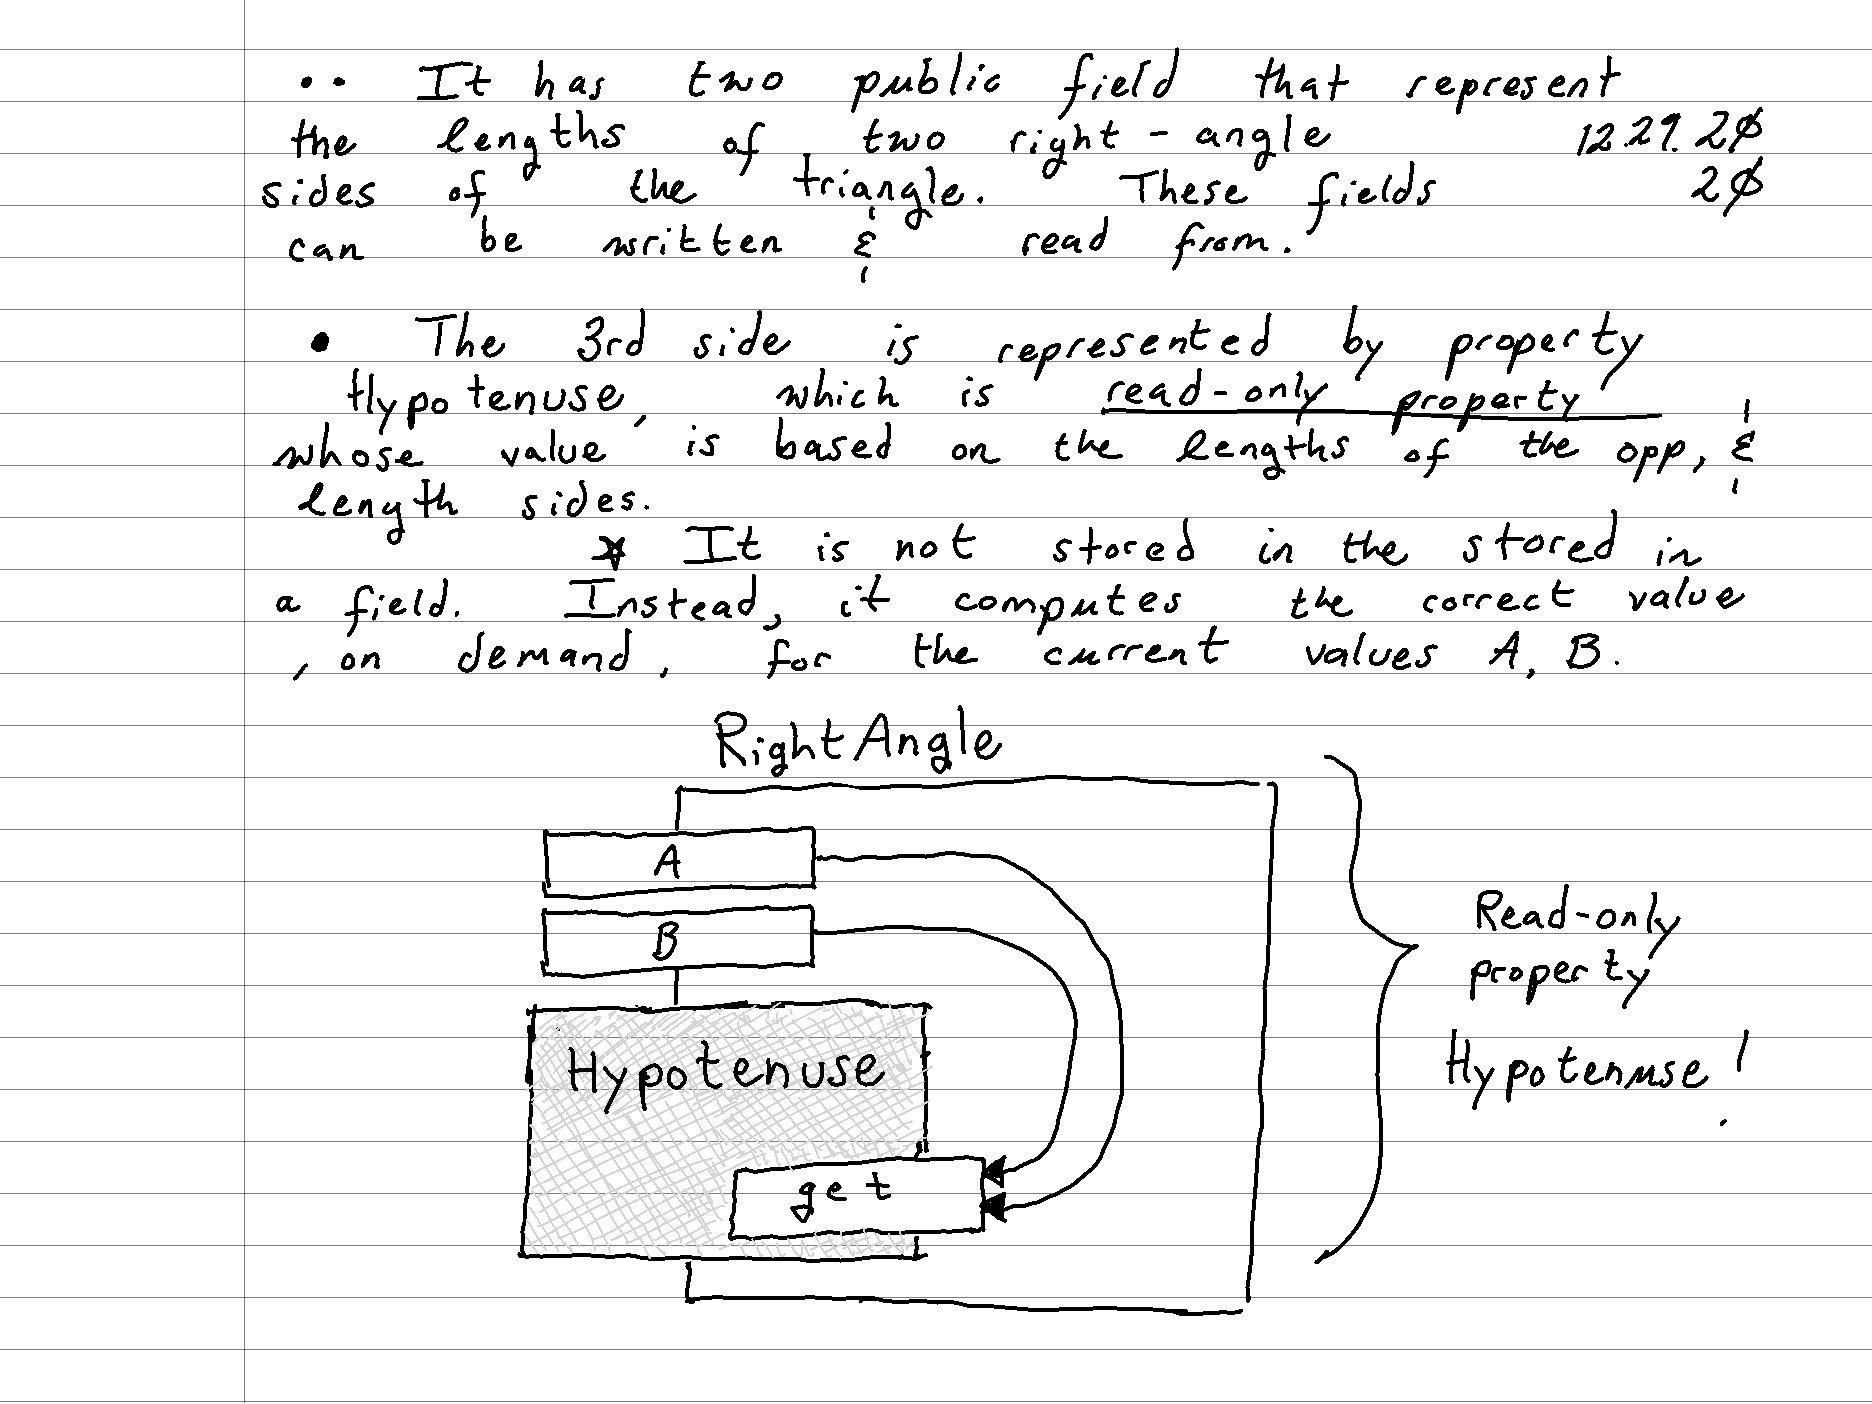 •• It has two public field that represent
the lengths of two right-angle 12.29.2∅
sides of the triangle. These fields 2∅
can be written & read from.
• The 3rd side is represented by property
Hypotenuse, which is read-only property
whose value is based on the lengths of the opp, &
length sides.
★ It is not stored in the stored in
a field. Instead, it computes the correct value
, on demand, for the current values A, B.
RightAngle
A
B
Hypotenuse
get
Read-only
property
Hypotenuse!